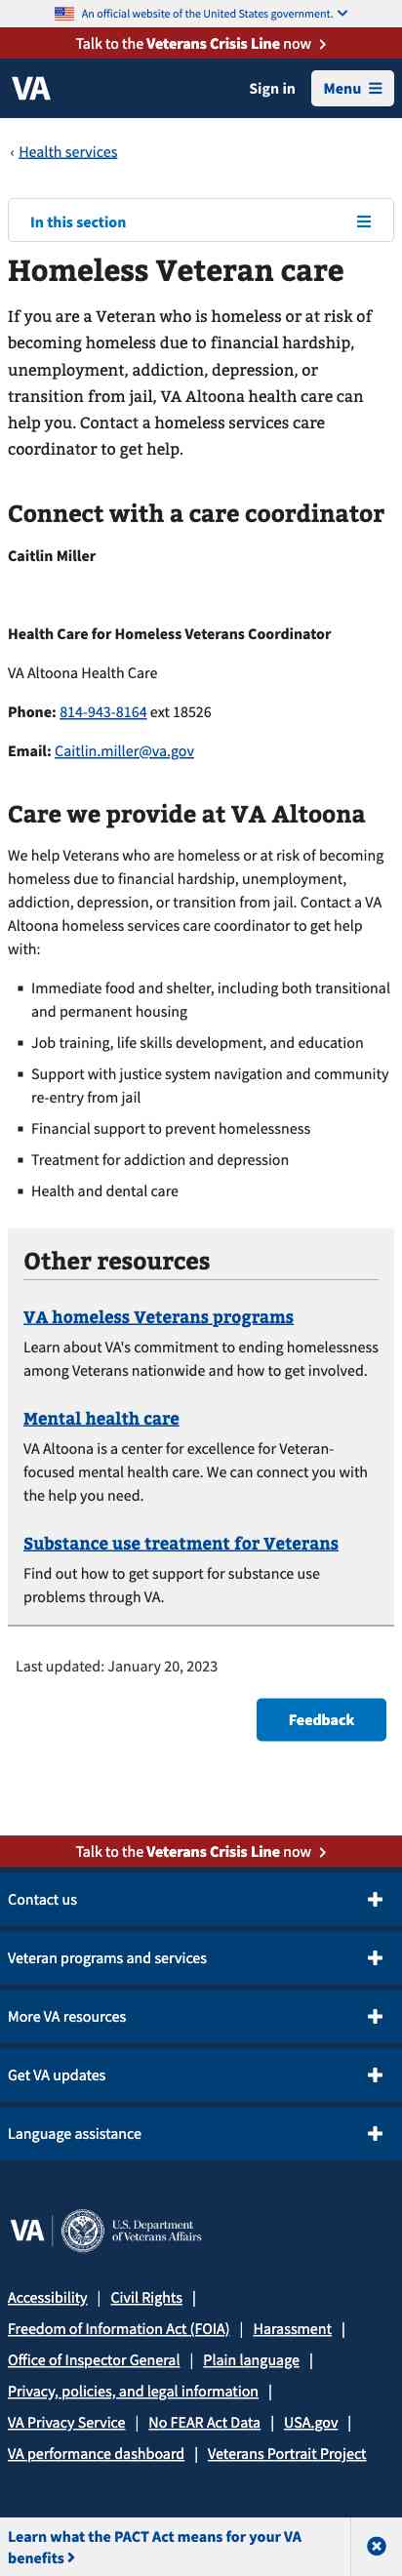 An official website of the United States government.
Talk to the Veterans Crisis Line now
VA
Sign in
Menu
‹ Health services
In this section
Homeless Veteran care
If you are a Veteran who is homeless or at risk of
becoming homeless due to financial hardship,
unemployment, addiction, depression, or
transition from jail, VA Altoona health care can
help you. Contact a homeless services care
coordinator to get help.
Connect with a care coordinator
Caitlin Miller
Health Care for Homeless Veterans Coordinator
VA Altoona Health Care
Phone: 814-943-8164 ext 18526
Email: Caitlin.miller@va.gov
Care we provide at VA Altoona
We help Veterans who are homeless or at risk of becoming
homeless due to financial hardship, unemployment,
addiction, depression, or transition from jail. Contact a VA
Altoona homeless services care coordinator to get help
with:
Immediate food and shelter, including both transitional
and permanent housing
Job training, life skills development, and education
Support with justice system navigation and community
re-entry from jail
Financial support to prevent homelessness
Treatment for addiction and depression
Health and dental care
Other resources
VA homeless Veterans programs
Learn about VA's commitment to ending homelessness
among Veterans nationwide and how to get involved.
Mental health care
VA Altoona is a center for excellence for Veteran-
focused mental health care. We can connect you with
the help you need.
Substance use treatment for Veterans
Find out how to get support for substance use
problems through VA.
Last updated: January 20, 2023
Feedback
Talk to the Veterans Crisis Line now
Contact us
Veteran programs and services
More VA resources
Get VA updates
Language assistance
VA
U.S. Department
of Veterans Affairs
Accessibility | Civil Rights |
Freedom of Information Act (FOIA) | Harassment |
Office of Inspector General | Plain language |
Privacy, policies, and legal information |
VA Privacy Service | No FEAR Act Data | USA.gov |
VA performance dashboard | Veterans Portrait Project
Learn what the PACT Act means for your VA
benefits